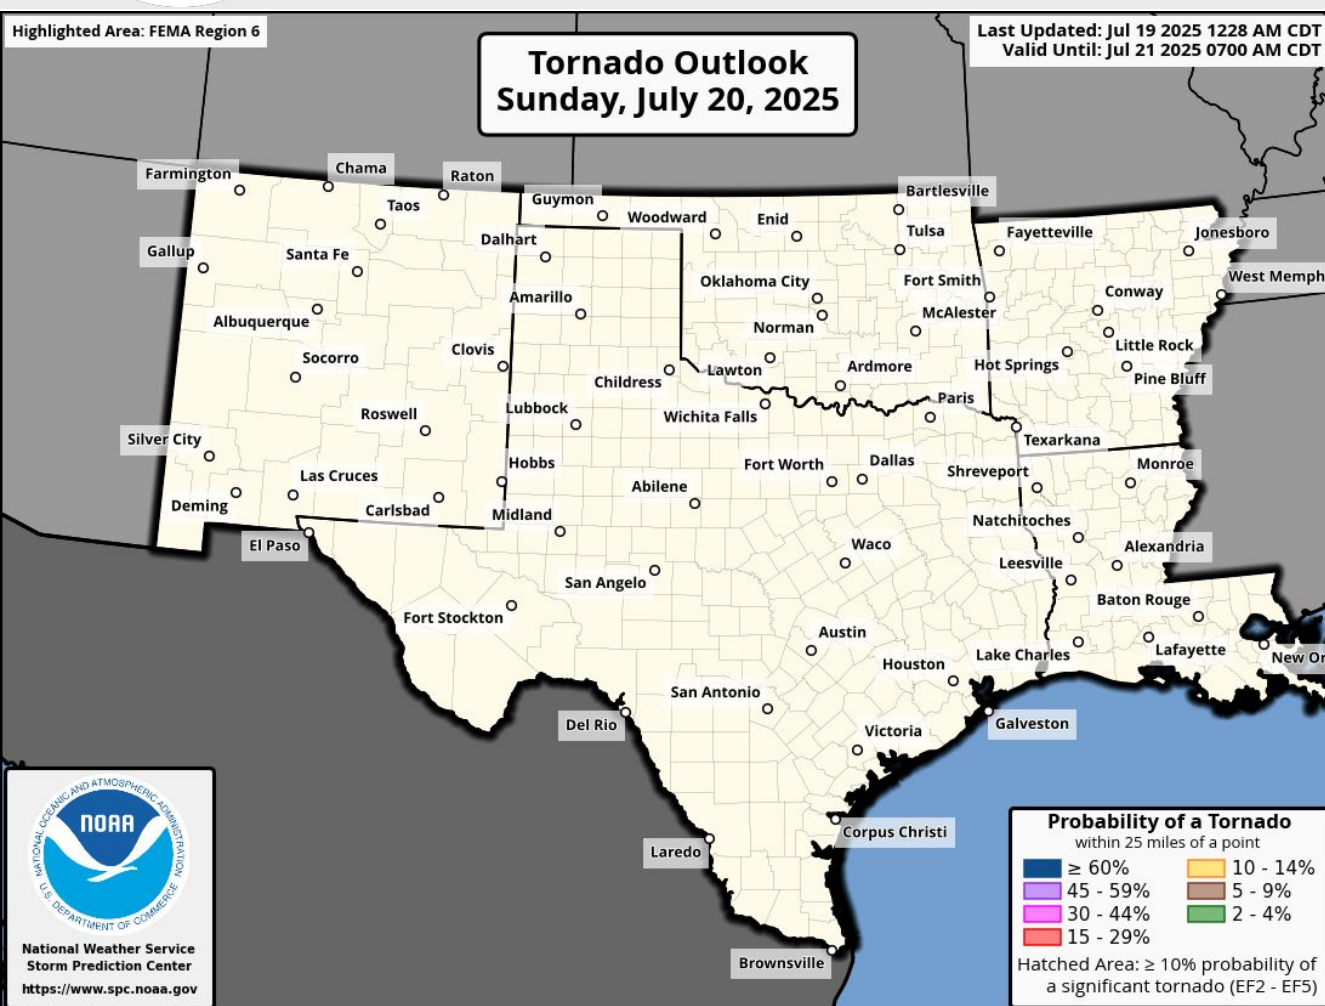 Highlighted Area: FEMA Region 6
Last Updated: Jul 19 2025 1228 AM CDT
Valid Until: Jul 21 2025 0700 AM CDT
Tornado Outlook
Sunday, July 20, 2025
Farmington
Chama
Raton
Taos
Guymon
Woodward
Enid
Bartlesville
Tulsa
Fayetteville
Jonesboro
Gallup
Santa Fe
Dalhart
Amarillo
Oklahoma City
Fort Smith
Conway
West Memph
Albuquerque
Norman
McAlester
Little Rock
Socorro
Clovis
Childress
Lawton
Ardmore
Hot Springs
Pine Bluff
Roswell
Lubbock
Wichita Falls
Paris
Texarkana
Silver City
Las Cruces
Hobbs
Abilene
Fort Worth
Dallas
Shreveport
Monroe
Deming
Carlsbad
Midland
Natchitoches
El Paso
San Angelo
Waco
Leesville
Alexandria
Fort Stockton
Austin
Baton Rouge
Houston
Lake Charles
Lafayette
New Or
Del Rio
San Antonio
Victoria
Galveston
Laredo
Corpus Christi
Brownsville
NATIONAL OCEANIC AND ATMOSPHERIC ADMINISTRATION
NOAA
U.S. DEPARTMENT OF COMMERCE
National Weather Service
Storm Prediction Center
https://www.spc.noaa.gov
Probability of a Tornado
within 25 miles of a point
≥ 60%
10 - 14%
45 - 59%
5 - 9%
30 - 44%
2 - 4%
15 - 29%
Hatched Area: ≥ 10% probability of
a significant tornado (EF2 - EF5)